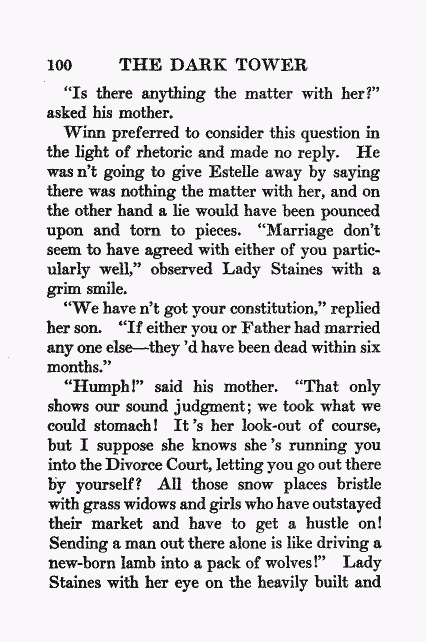 100 THE DARK TOWER
“Is there anything the matter with her?”
asked his mother.
Winn preferred to consider this question in
the light of rhetoric and made no reply. He
was n’t going to give Estelle away by saying
there was nothing the matter with her, and on
the other hand a lie would have been pounced
upon and torn to pieces. “Marriage don’t
seem to have agreed with either of you partic-
ularly well,” observed Lady Staines with a
grim smile.
“We have n’t got your constitution,” replied
her son. “If either you or Father had married
any one else—they ’d have been dead within six
months.”
“Humph!” said his mother. “That only
shows our sound judgment; we took what we
could stomach! It ’s her look-out of course,
but I suppose she knows she ’s running you
into the Divorce Court, letting you go out there
by yourself? All those snow places bristle
with grass widows and girls who have outstayed
their market and have to get a hustle on!
Sending a man out there alone is like driving a
new-born lamb into a pack of wolves!” Lady
Staines with her eye on the heavily built and